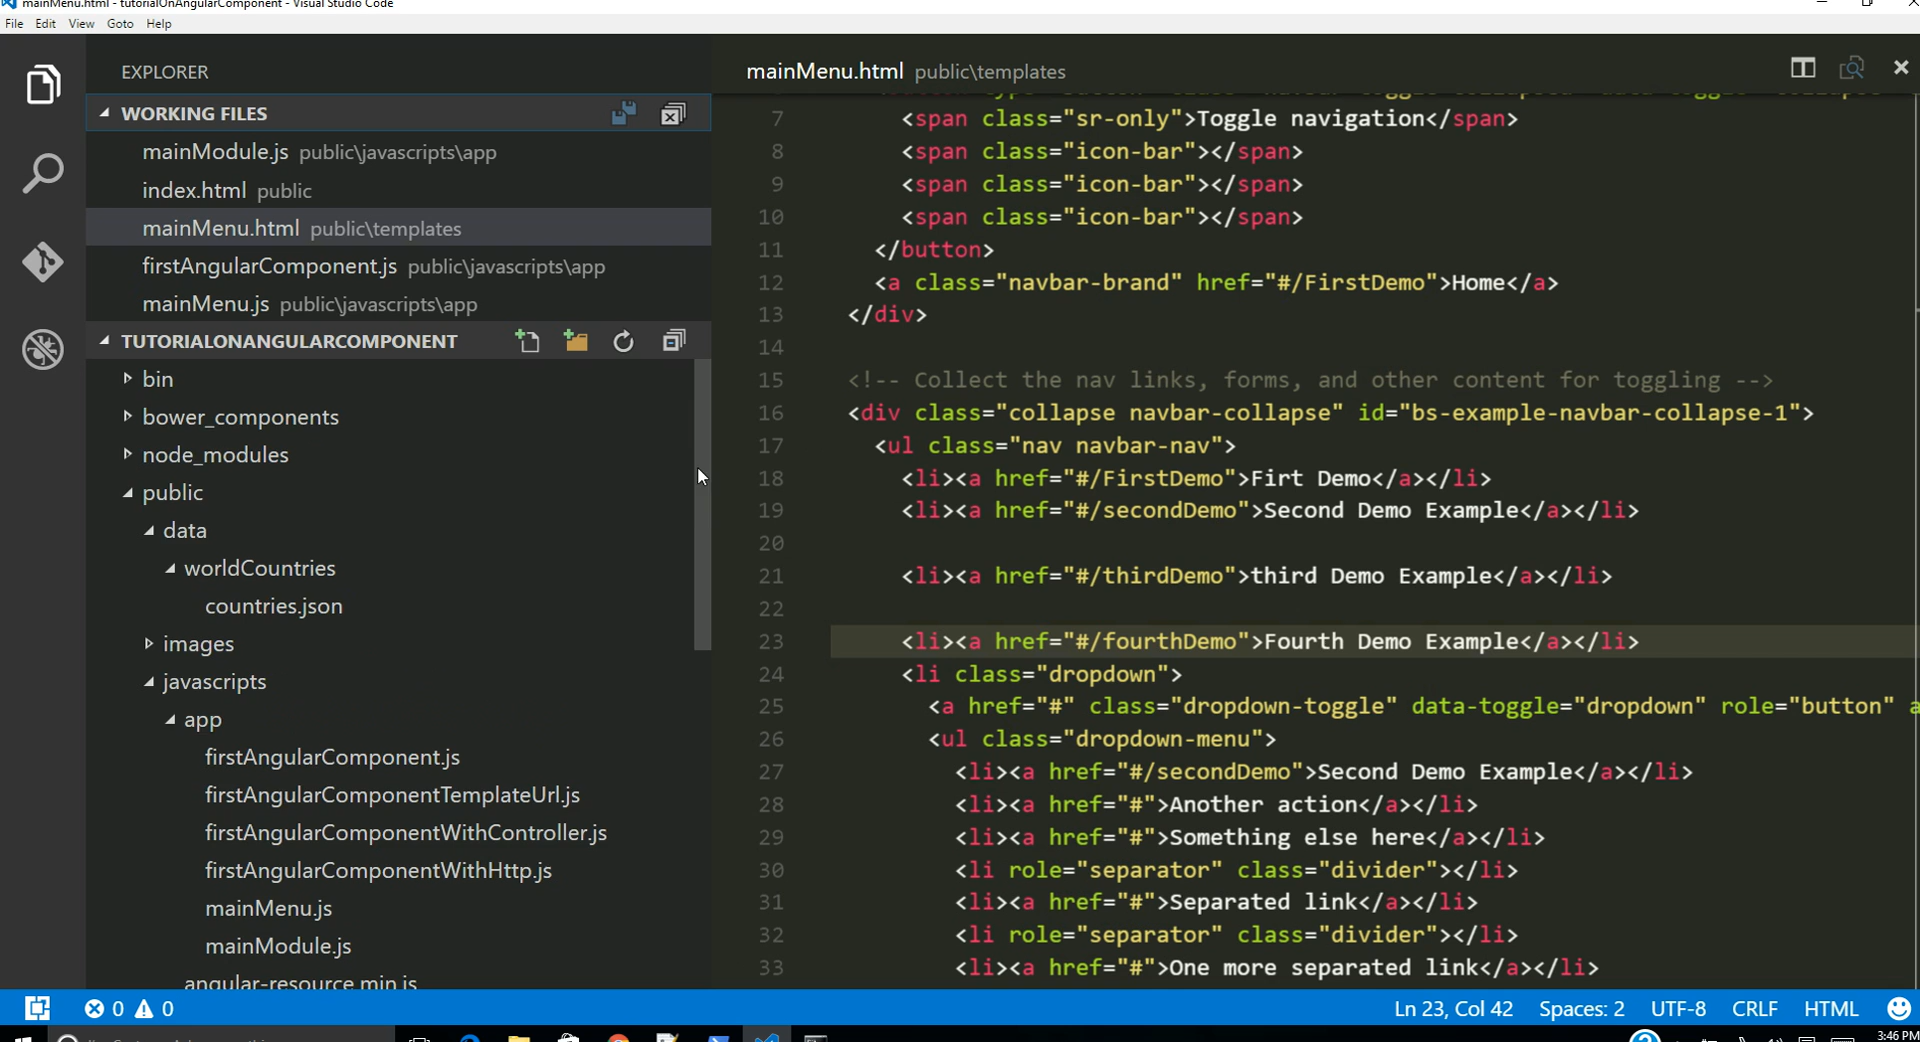 mainMenu.html - tutorialOnAngularComponent - Visual Studio Code
File Edit View Goto Help
EXPLORER
WORKING FILES
mainModule.js public\javascripts\app
index.html public
mainMenu.html public\templates
firstAngularComponent.js public\javascripts\app
mainMenu.js public\javascripts\app
TUTORIALONANGULARCOMPONENT
bin
bower_components
node_modules
public
data
worldCountries
countries.json
images
javascripts
app
firstAngularComponent.js
firstAngularComponentTemplateUrl.js
firstAngularComponentWithController.js
firstAngularComponentWithHttp.js
mainMenu.js
mainModule.js
angular-resource.min.js
mainMenu.html public\templates
7 <span class="sr-only">Toggle navigation</span>
8 <span class="icon-bar"></span>
9 <span class="icon-bar"></span>
10 <span class="icon-bar"></span>
11 </button>
12 <a class="navbar-brand" href="#/FirstDemo">Home</a>
13 </div>
14
15 <!-- Collect the nav links, forms, and other content for toggling -->
16 <div class="collapse navbar-collapse" id="bs-example-navbar-collapse-1">
17 <ul class="nav navbar-nav">
18 <li><a href="#/FirstDemo">Firt Demo</a></li>
19 <li><a href="#/secondDemo">Second Demo Example</a></li>
20
21 <li><a href="#/thirdDemo">third Demo Example</a></li>
22
23 <li><a href="#/fourthDemo">Fourth Demo Example</a></li>
24 <li class="dropdown">
25 <a href="#" class="dropdown-toggle" data-toggle="dropdown" role="button" a
26 <ul class="dropdown-menu">
27 <li><a href="#/secondDemo">Second Demo Example</a></li>
28 <li><a href="#">Another action</a></li>
29 <li><a href="#">Something else here</a></li>
30 <li role="separator" class="divider"></li>
31 <li><a href="#">Separated link</a></li>
32 <li role="separator" class="divider"></li>
33 <li><a href="#">One more separated link</a></li>
0 0 Ln 23, Col 42 Spaces: 2 UTF-8 CRLF HTML
3:46 PM